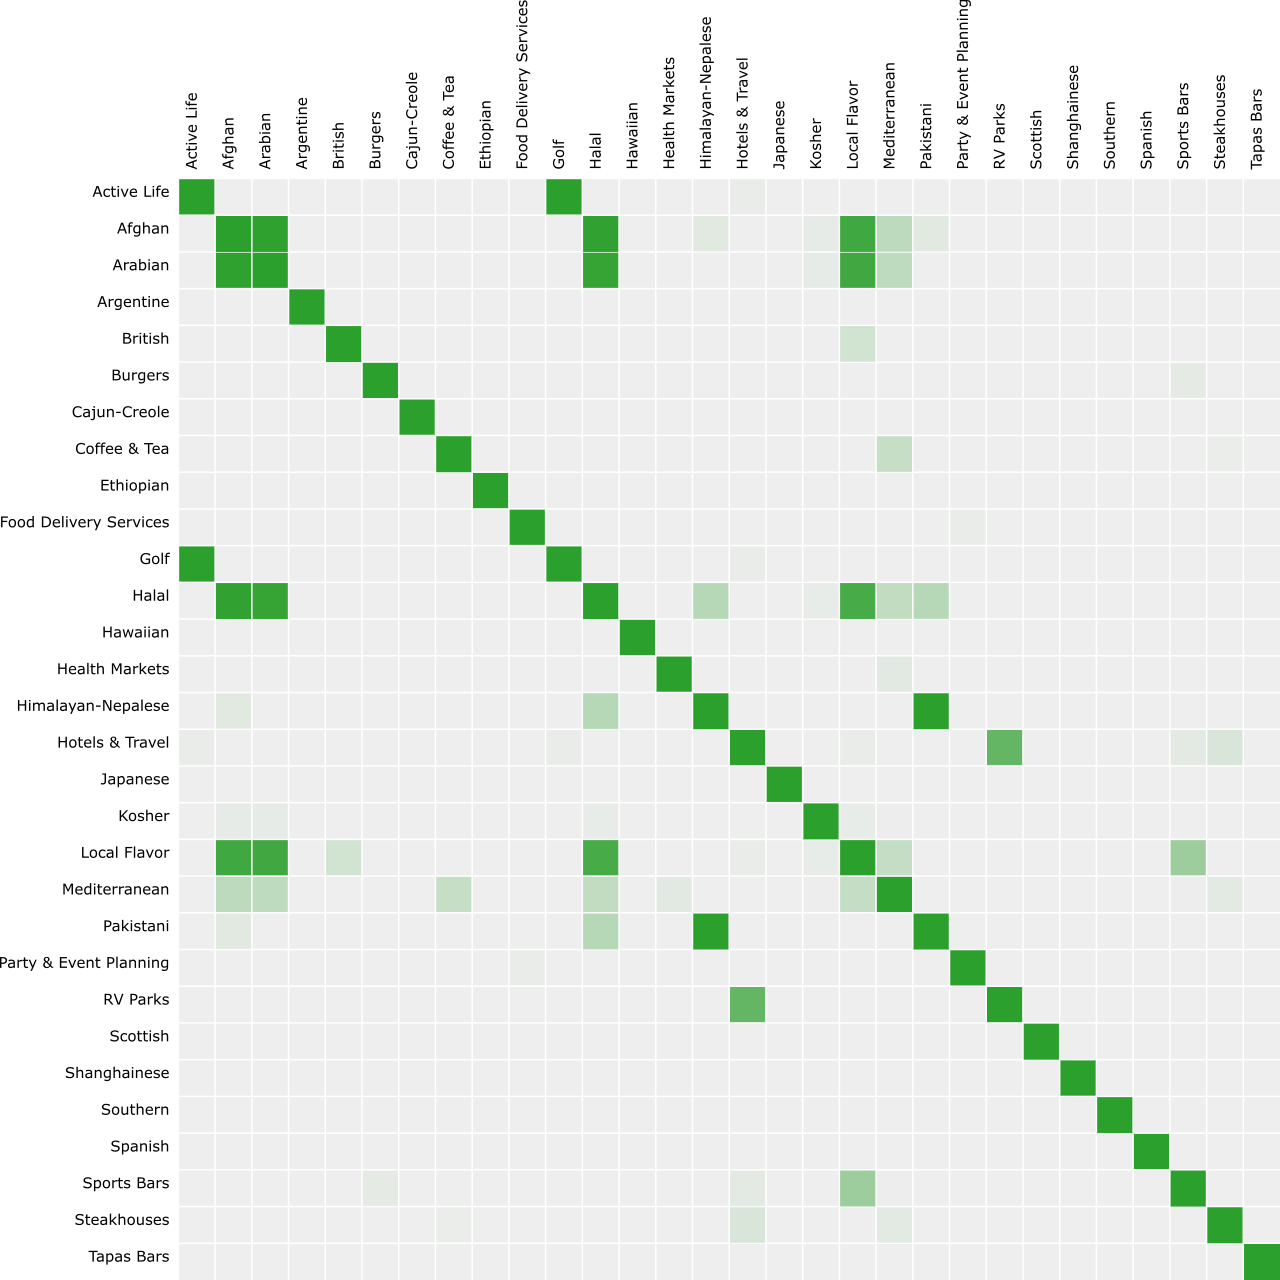 Active Life
Afghan
Arabian
Argentine
British
Burgers
Cajun-Creole
Coffee & Tea
Ethiopian
Food Delivery Services
Golf
Halal
Hawaiian
Health Markets
Himalayan-Nepalese
Hotels & Travel
Japanese
Kosher
Local Flavor
Mediterranean
Pakistani
Party & Event Planning
RV Parks
Scottish
Shanghainese
Southern
Spanish
Sports Bars
Steakhouses
Tapas Bars
Active Life
Afghan
Arabian
Argentine
British
Burgers
Cajun-Creole
Coffee & Tea
Ethiopian
Food Delivery Services
Golf
Halal
Hawaiian
Health Markets
Himalayan-Nepalese
Hotels & Travel
Japanese
Kosher
Local Flavor
Mediterranean
Pakistani
Party & Event Planning
RV Parks
Scottish
Shanghainese
Southern
Spanish
Sports Bars
Steakhouses
Tapas Bars